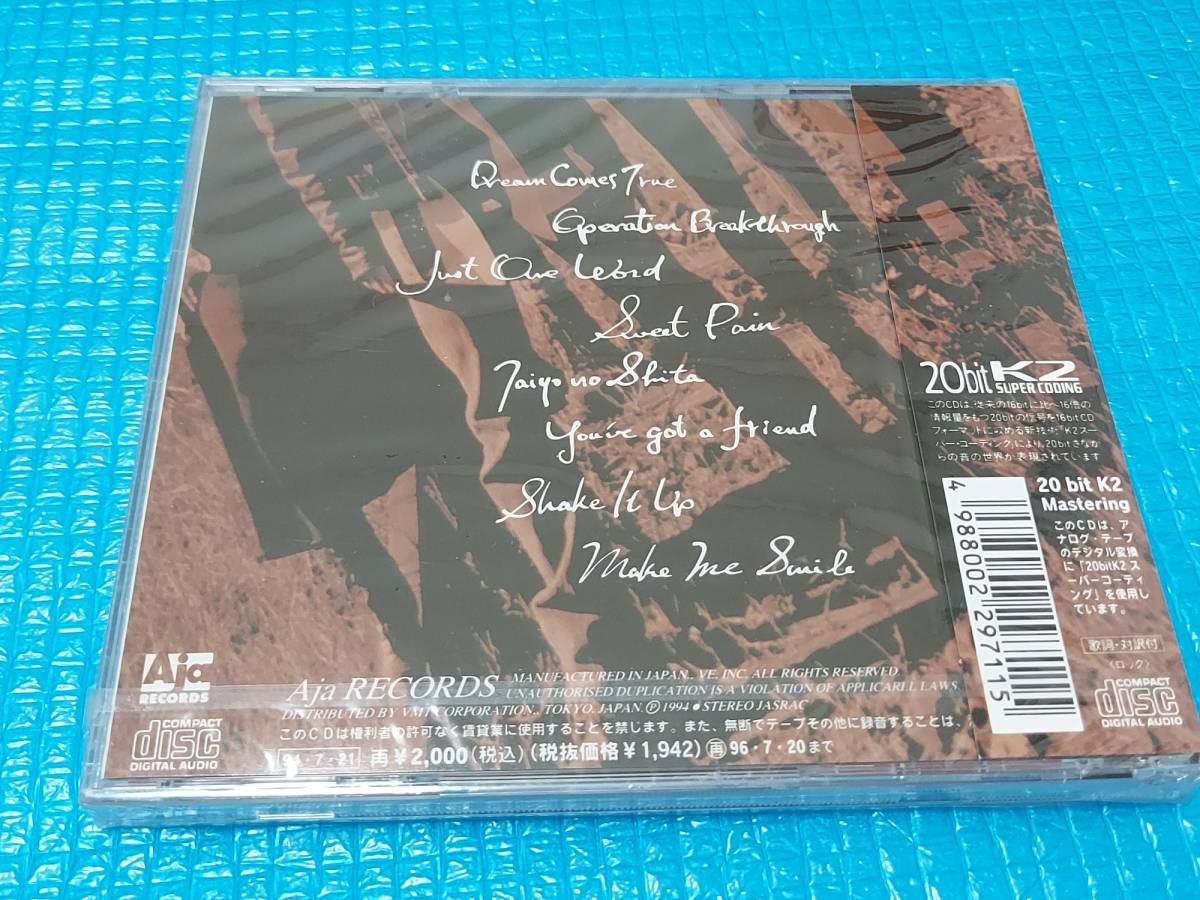 Dream Comes True
Operation Breakthrough
Just One Word
Sweet Pain
Taiyo no Shita
You've got a friend
Shake It Up
Make Me Smile
20bit K2
SUPER CODING
このCDは、従来の16bitに比べ16倍の
情報量をもつ20bitの信号を16bit CD
フォーマットに収める新技術「K2スー
パー・コーディング」により、20bitさなが
らの音の世界が表現されています
20 bit K2
Mastering
このCDは、ア
ナログ・テープ
のデジタル変換
に「20bitK2 ス
ーパーコーティ
ング」を使用し
ています。
4 988002 297115
歌詞・対訳付
〈ロック〉
COMPACT
disc
DIGITAL AUDIO
Aja
RECORDS
Aja RECORDS
MANUFACTURED IN JAPAN., VE, INC. ALL RIGHTS RESERVED.
UNAUTHORISED DUPLICATION IS A VIOLATION OF APPLICARLL LAWS
DISTRIBUTED BY VMT CORPORATION., TOKYO, JAPAN. Ⓟ 1994 ● STEREO JASRAC
このCDは権利者の許可なく賃貸業に使用することを禁じます。また、無断でテープその他に録音することは、
COMPACT
disc
DIGITAL AUDIO
94・7・21 再¥2,000(税込)(税抜価格¥1,942) 再 96・7・20まで